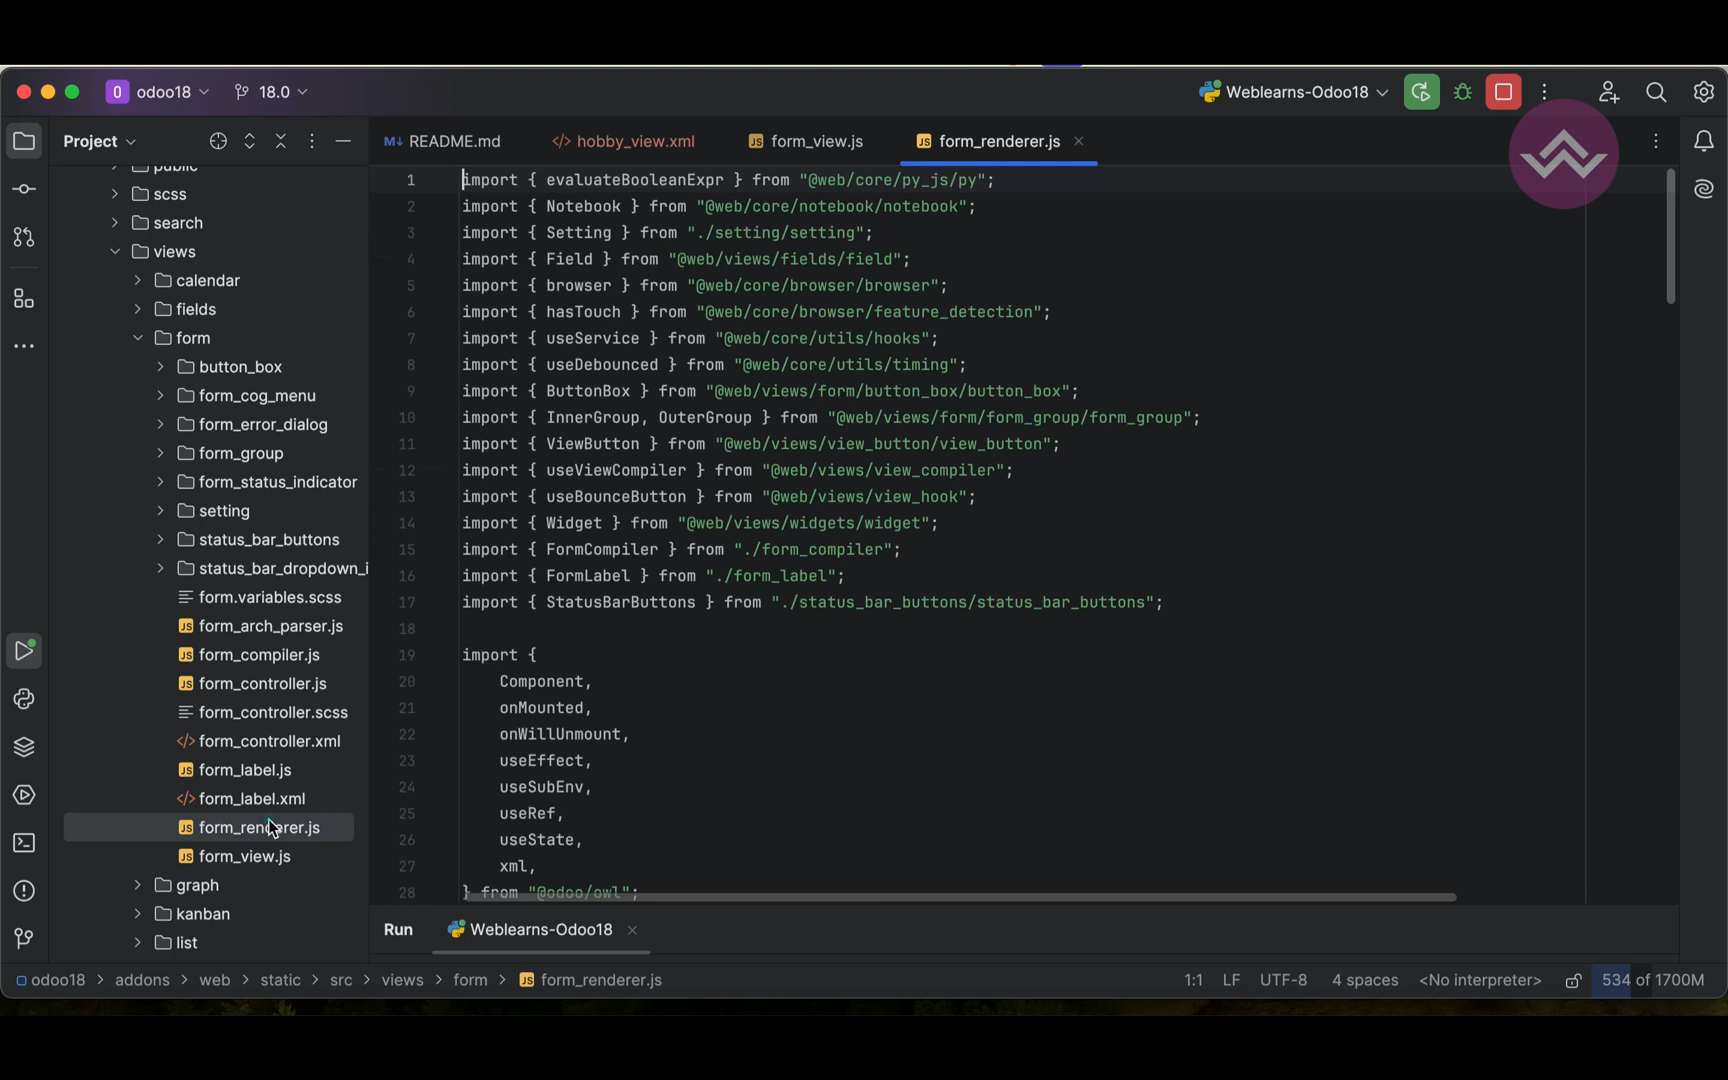 0 odoo18 18.0 Weblearns-Odoo18
Project
README.md hobby_view.xml form_view.js form_renderer.js
public
scss
search
views
calendar
fields
form
button_box
form_cog_menu
form_error_dialog
form_group
form_status_indicator
setting
status_bar_buttons
status_bar_dropdown_i
form.variables.scss
form_arch_parser.js
form_compiler.js
form_controller.js
form_controller.scss
form_controller.xml
form_label.js
form_label.xml
form_renderer.js
form_view.js
graph
kanban
list
1 import { evaluateBooleanExpr } from "@web/core/py_js/py";
2 import { Notebook } from "@web/core/notebook/notebook";
3 import { Setting } from "./setting/setting";
4 import { Field } from "@web/views/fields/field";
5 import { browser } from "@web/core/browser/browser";
6 import { hasTouch } from "@web/core/browser/feature_detection";
7 import { useService } from "@web/core/utils/hooks";
8 import { useDebounced } from "@web/core/utils/timing";
9 import { ButtonBox } from "@web/views/form/button_box/button_box";
10 import { InnerGroup, OuterGroup } from "@web/views/form/form_group/form_group";
11 import { ViewButton } from "@web/views/view_button/view_button";
12 import { useViewCompiler } from "@web/views/view_compiler";
13 import { useBounceButton } from "@web/views/view_hook";
14 import { Widget } from "@web/views/widgets/widget";
15 import { FormCompiler } from "./form_compiler";
16 import { FormLabel } from "./form_label";
17 import { StatusBarButtons } from "./status_bar_buttons/status_bar_buttons";
18
19 import {
20 Component,
21 onMounted,
22 onWillUnmount,
23 useEffect,
24 useSubEnv,
25 useRef,
26 useState,
27 xml,
28 } from "@odoo/owl";
Run Weblearns-Odoo18
odoo18 > addons > web > static > src > views > form > form_renderer.js 1:1 LF UTF-8 4 spaces <No interpreter> 534 of 1700M